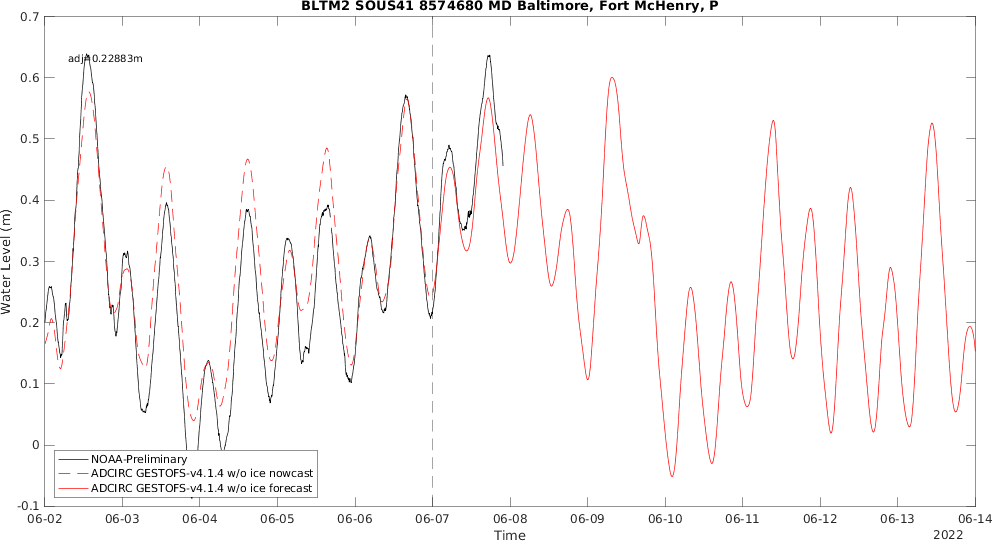 BLTM2 SOUS41 8574680 MD Baltimore, Fort McHenry, P
0.7
0.6
0.5
0.4
0.3
0.2
0.1
0
-0.1
Water Level (m)
adj=0.22883m
NOAA-Preliminary
ADCIRC GESTOFS-v4.1.4 w/o ice nowcast
ADCIRC GESTOFS-v4.1.4 w/o ice forecast
06-02 06-03 06-04 06-05 06-06 06-07 06-08 06-09 06-10 06-11 06-12 06-13 06-14
Time
2022